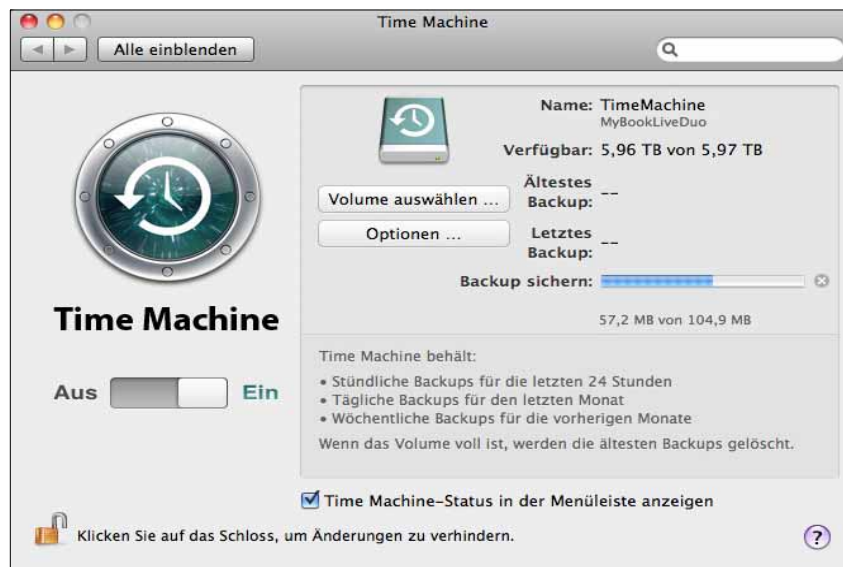 Time Machine
Alle einblenden
Name: TimeMachine
MyBookLiveDuo
Verfügbar: 5,96 TB von 5,97 TB
Volume auswählen ...
Ältestes
Backup: --
Optionen ...
Letztes
Backup: --
Backup sichern:
57,2 MB von 104,9 MB
Time Machine
Aus
Ein
Time Machine behält:
• Stündliche Backups für die letzten 24 Stunden
• Tägliche Backups für den letzten Monat
• Wöchentliche Backups für die vorherigen Monate
Wenn das Volume voll ist, werden die ältesten Backups gelöscht.
Time Machine-Status in der Menüleiste anzeigen
Klicken Sie auf das Schloss, um Änderungen zu verhindern.
?